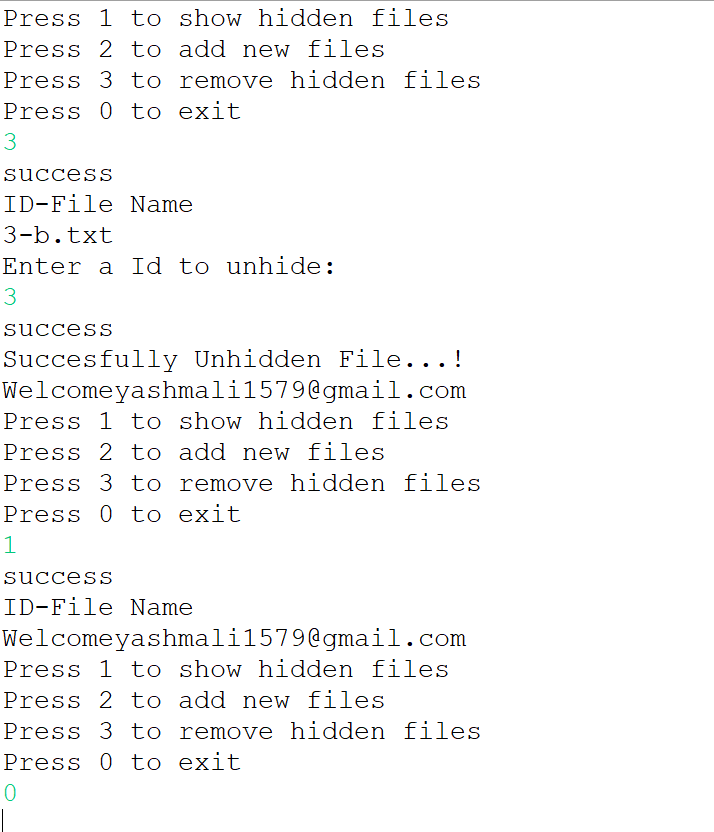 Press 1 to show hidden files
Press 2 to add new files
Press 3 to remove hidden files
Press 0 to exit
3
success
ID-File Name
3-b.txt
Enter a Id to unhide:
3
success
Succesfully Unhidden File...!
Welcomeyashmali1579@gmail.com
Press 1 to show hidden files
Press 2 to add new files
Press 3 to remove hidden files
Press 0 to exit
1
success
ID-File Name
Welcomeyashmali1579@gmail.com
Press 1 to show hidden files
Press 2 to add new files
Press 3 to remove hidden files
Press 0 to exit
0